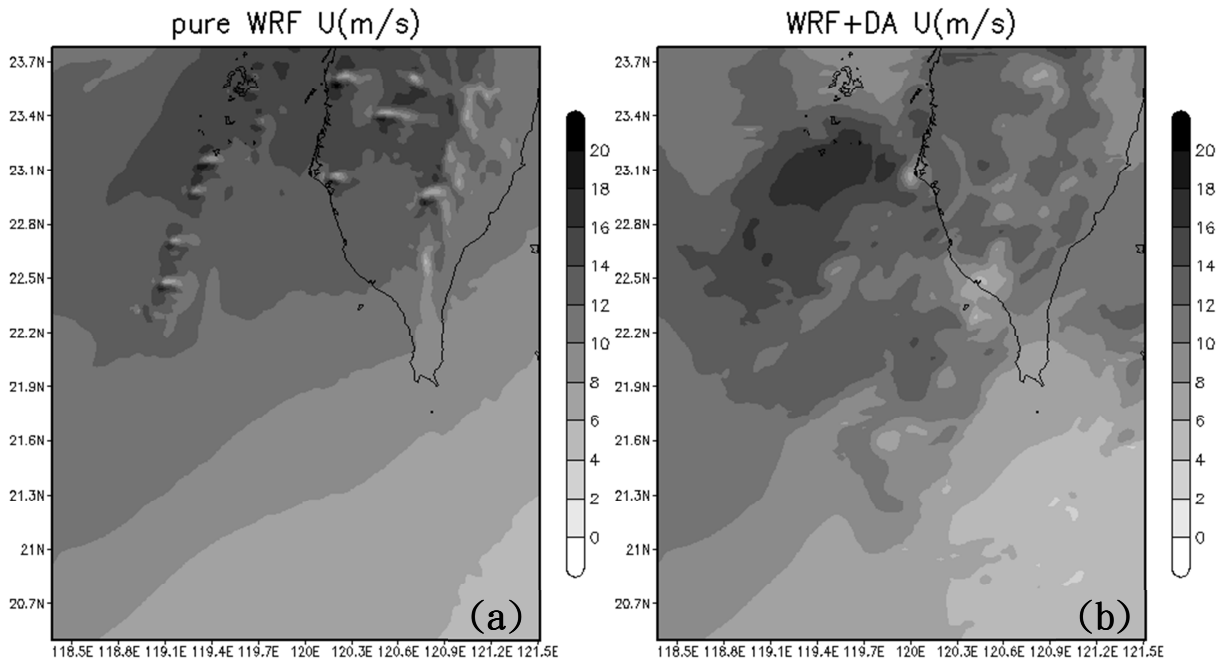 pure WRF U(m/s)
23.7N
23.4N
23.1N
22.8N
22.5N
22.2N
21.9N
21.6N
21.3N
21N
20.7N
118.5E 118.8E 119.1E 119.4E 119.7E 120E 120.3E 120.6E 120.9E 121.2E 121.5E
20
18
16
14
12
10
8
6
4
2
0
(a)
WRF+DA U(m/s)
23.7N
23.4N
23.1N
22.8N
22.5N
22.2N
21.9N
21.6N
21.3N
21N
20.7N
118.5E 118.8E 119.1E 119.4E 119.7E 120E 120.3E 120.6E 120.9E 121.2E 121.5E
20
18
16
14
12
10
8
6
4
2
0
(b)